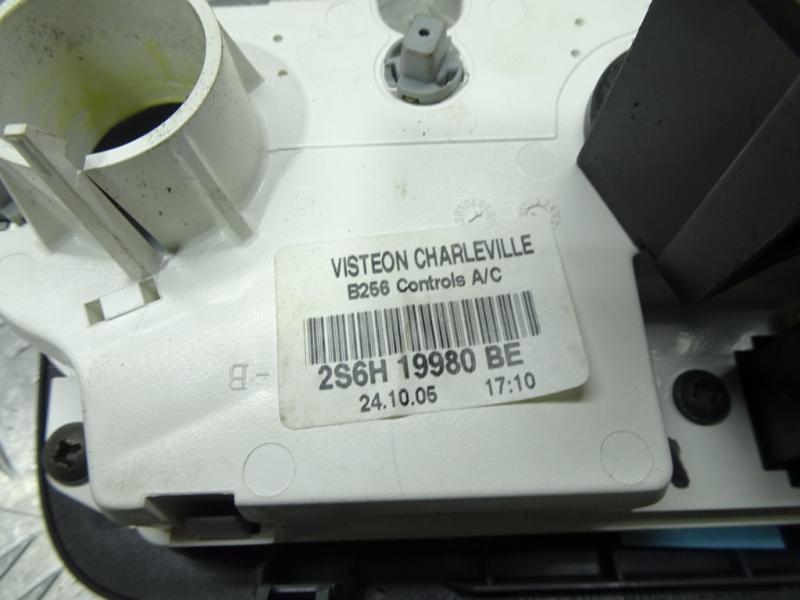 VISTEON CHARLEVILLE
B256 Controls A/C
2S6H 19980 BE
24.10.05 17:10
-B